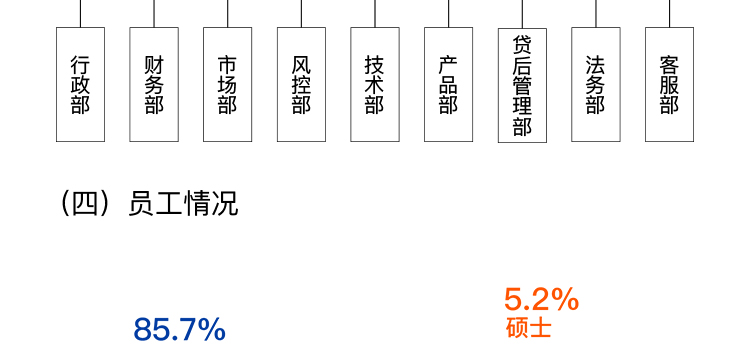 行政部
财务部
市场部
风控部
技术部
产品部
贷后管理部
法务部
客服部
（四）员工情况
5.2%
硕士
85.7%